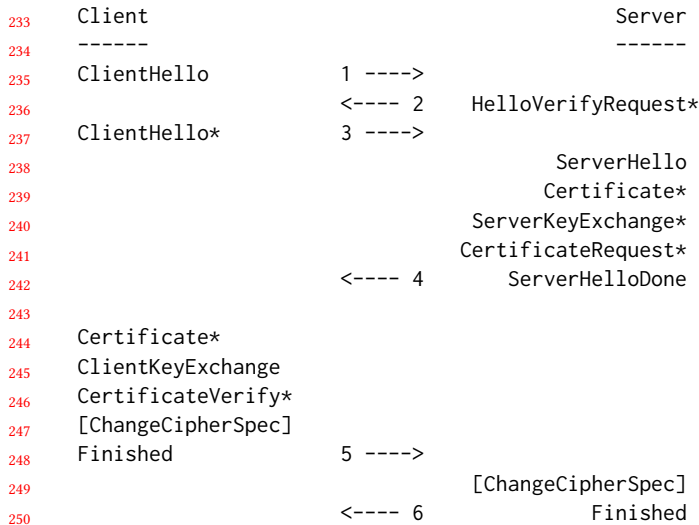 233 Client Server
234 ------ ------
235 ClientHello 1 ---->
236 <---- 2 HelloVerifyRequest*
237 ClientHello* 3 ---->
238 ServerHello
239 Certificate*
240 ServerKeyExchange*
241 CertificateRequest*
242 <---- 4 ServerHelloDone
243
244 Certificate*
245 ClientKeyExchange
246 CertificateVerify*
247 [ChangeCipherSpec]
248 Finished 5 ---->
249 [ChangeCipherSpec]
250 <---- 6 Finished